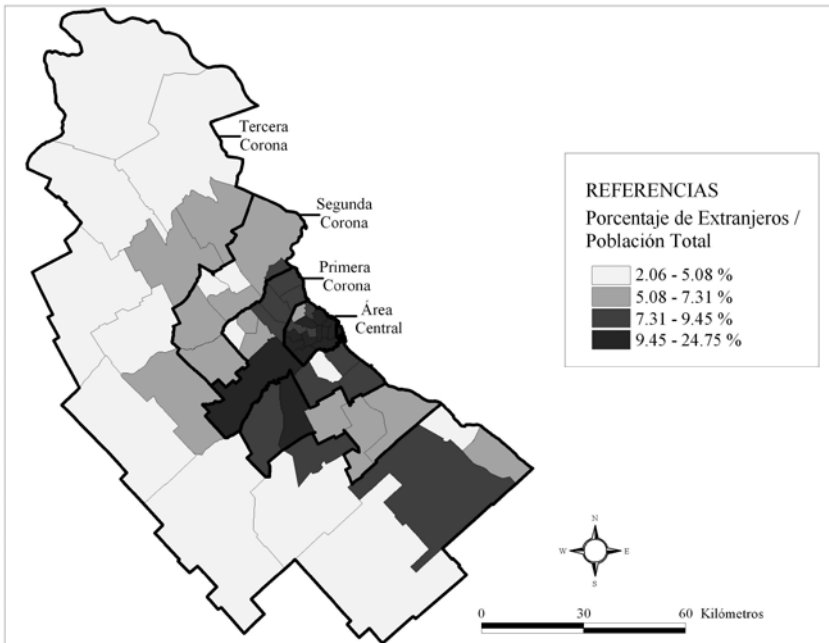 Tercera
Corona
Segunda
Corona
Primera
Corona
Área
Central
REFERENCIAS
Porcentaje de Extranjeros /
Población Total
2.06 - 5.08 %
5.08 - 7.31 %
7.31 - 9.45 %
9.45 - 24.75 %
N
W E
S
0 30 60 Kilómetros